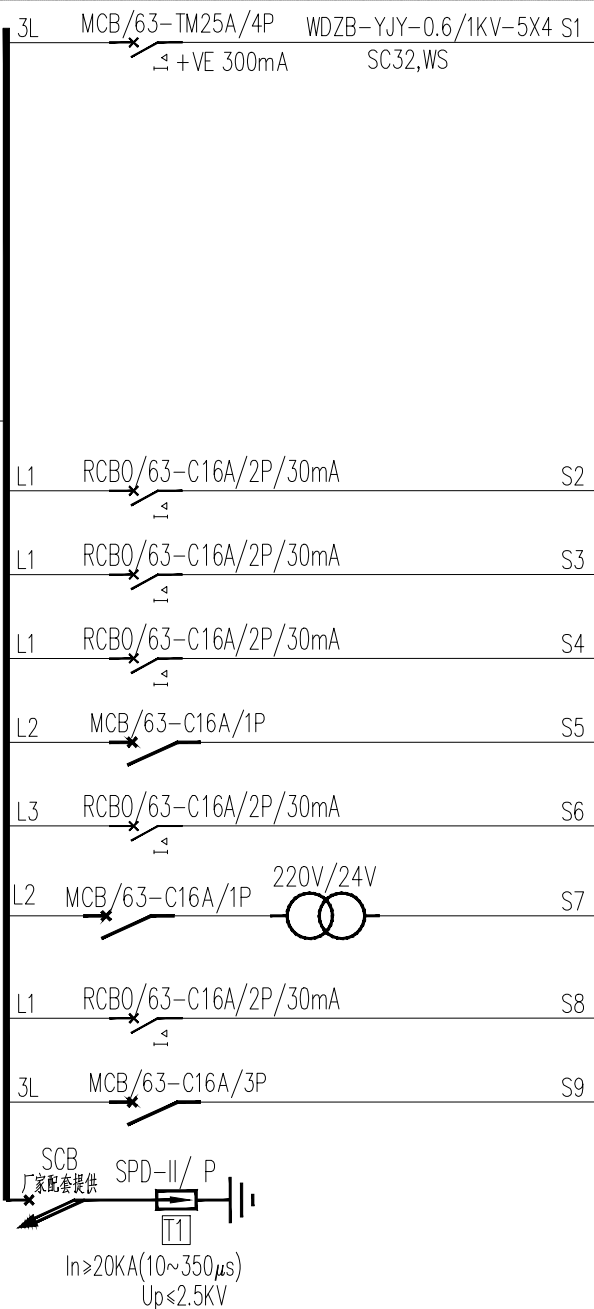 3L MCB/63-TM25A/4P WDZB-YJY-0.6/1KV-5X4 S1
I△ +VE 300mA SC32,WS
L1 RCBO/63-C16A/2P/30mA S2
I△
L1 RCBO/63-C16A/2P/30mA S3
I△
L1 RCBO/63-C16A/2P/30mA S4
I△
L2 MCB/63-C16A/1P S5
L3 RCBO/63-C16A/2P/30mA S6
I△
220V/24V
L2 MCB/63-C16A/1P S7
L1 RCBO/63-C16A/2P/30mA S8
I△
3L MCB/63-C16A/3P S9
SCB SPD-II/ P
厂家配套提供
T1
In≥20KA(10~350μs)
Up≤2.5KV